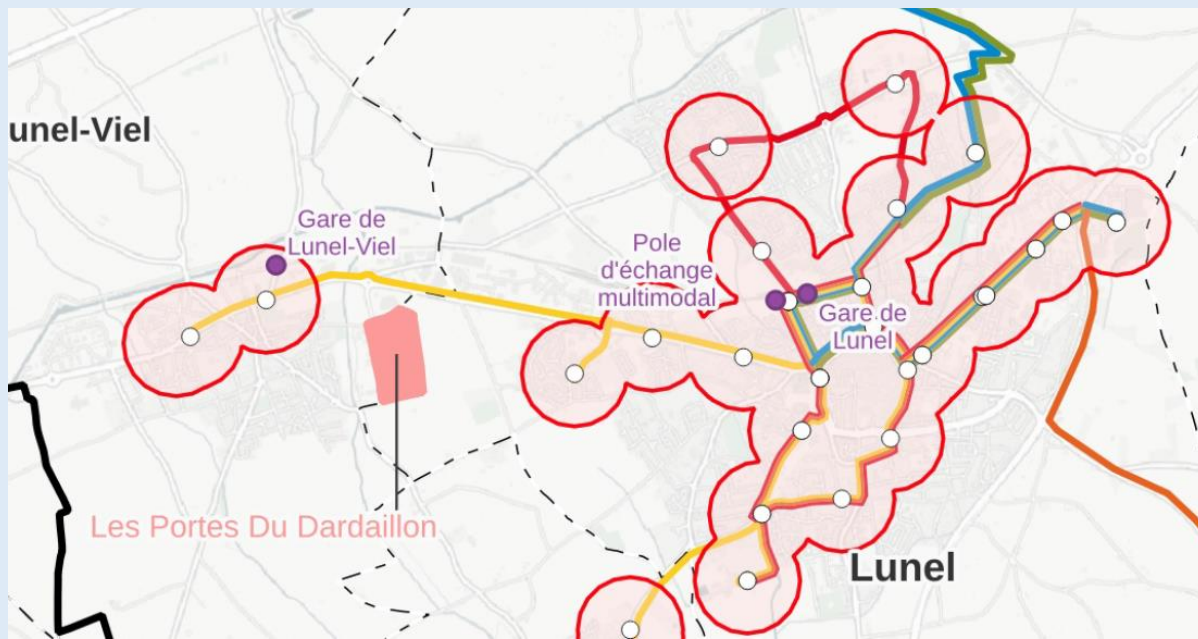 unel-Viel
Gare de
Lunel-Viel
Pole
d'échange
multimodal
Gare de
Lunel
Les Portes Du Dardaillon
Lunel